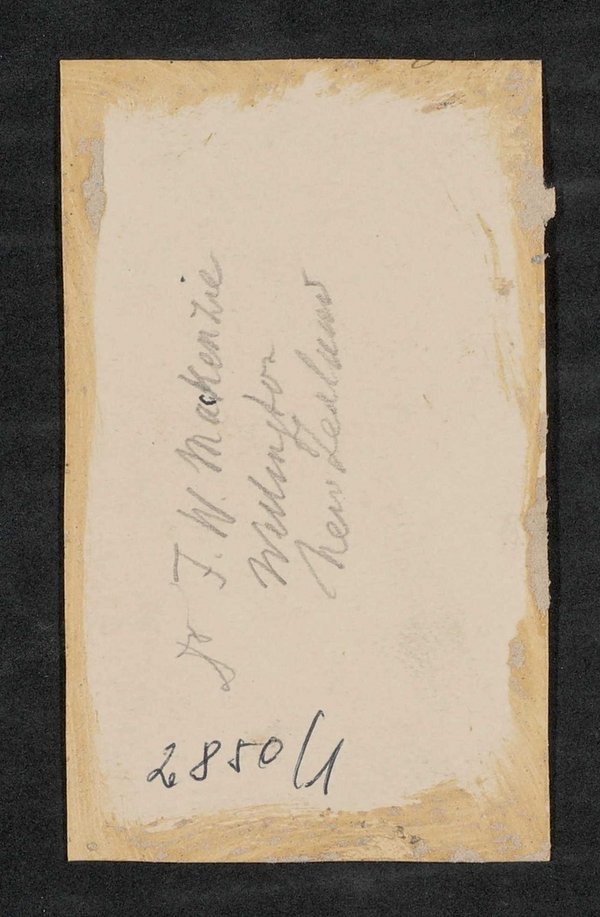 Dr F. W. Mackenzie
Wellington
New Zealand
2850/1